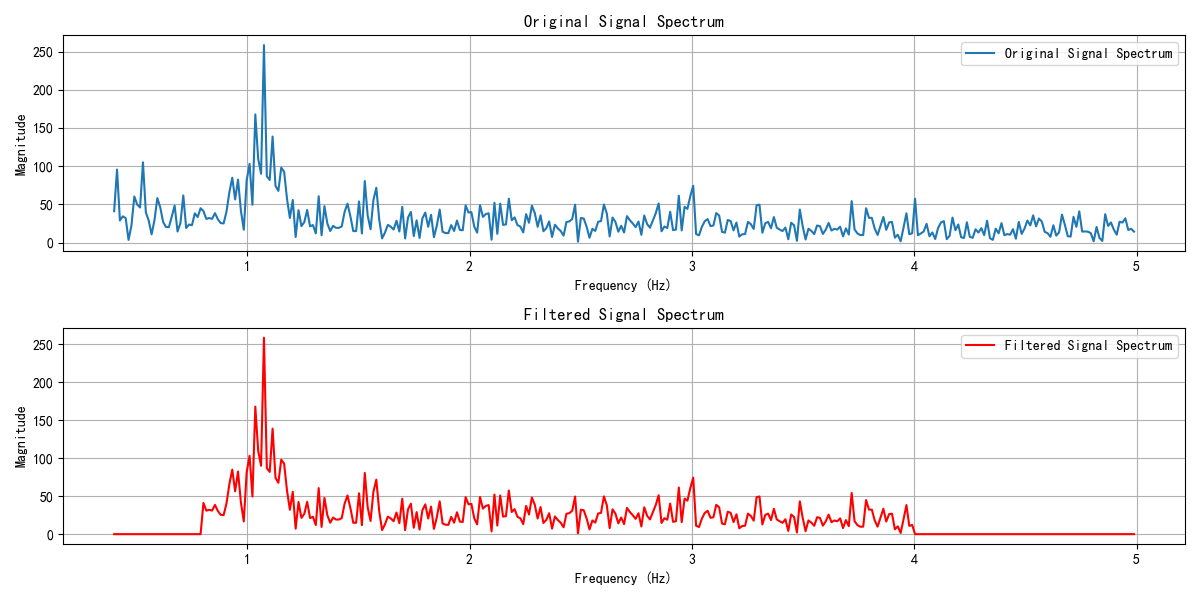 Original Signal Spectrum
Original Signal Spectrum
250
200
150
100
50
0
Magnitude
1
2
3
4
5
Frequency (Hz)
Filtered Signal Spectrum
Filtered Signal Spectrum
250
200
150
100
50
0
Magnitude
1
2
3
4
5
Frequency (Hz)